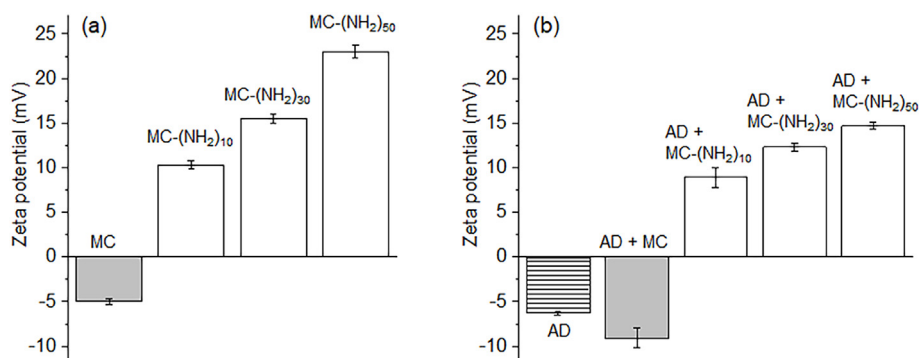 (a)
MC-(NH₂)₅₀
MC-(NH₂)₃₀
MC-(NH₂)₁₀
MC
Zeta potential (mV)
25
20
15
10
5
0
-5
-10
(b)
AD +
MC-(NH₂)₅₀
AD +
MC-(NH₂)₃₀
AD +
MC-(NH₂)₁₀
AD + MC
AD
Zeta potential (mV)
25
20
15
10
5
0
-5
-10